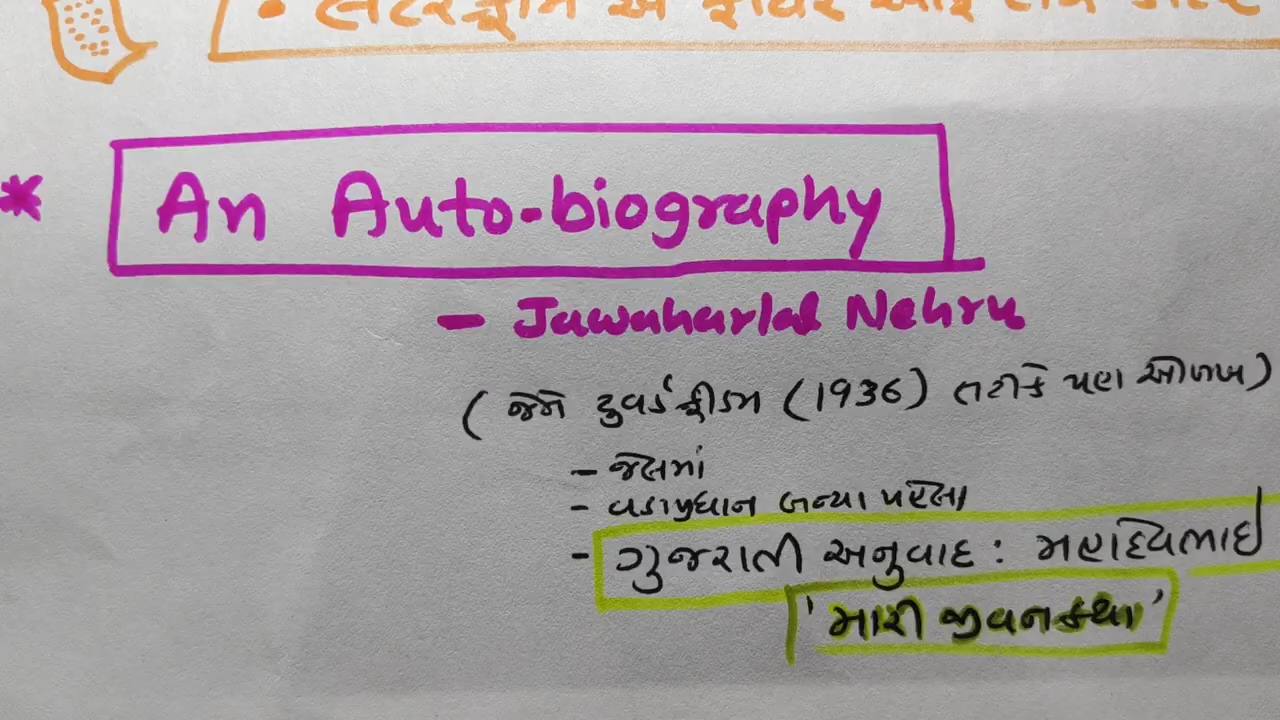 • લેટરફ્રોમ એ
* An Auto-biography
- Jawaharlal Nehru
(જેને ટુવર્ડ ફ્રીડમ (1936) તરીકે પણ ઓળખ)
- જેલમાં
- વડાપ્રધાન બન્યા પહેલા
- ગુજરાતી અનુવાદ : મહાદેવભાઇ
'મારી જીવનકથા'